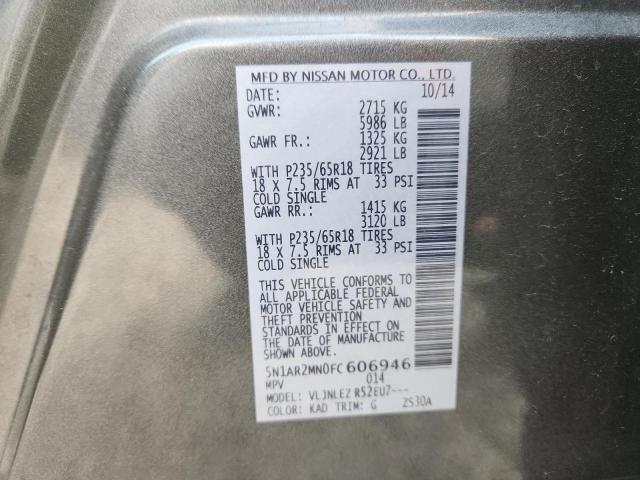 MFD BY NISSAN MOTOR CO., LTD.
DATE: 10/14
GVWR: 2715 KG
5986 LB
GAWR FR.: 1325 KG
2921 LB
WITH P235/65R18 TIRES
18 X 7.5 RIMS AT 33 PSI
COLD SINGLE
GAWR RR.: 1415 KG
3120 LB
WITH P235/65R18 TIRES
18 X 7.5 RIMS AT 33 PSI
COLD SINGLE
THIS VEHICLE CONFORMS TO
ALL APPLICABLE FEDERAL
MOTOR VEHICLE SAFETY AND
THEFT PREVENTION
STANDARDS IN EFFECT ON
THE DATE OF MANUFACTURE
SHOWN ABOVE.
5N1AR2MN0FC606946
MPV 014
MODEL: VLJNLEZ R52EU7---
COLOR: KAD TRIM: G ZS30A